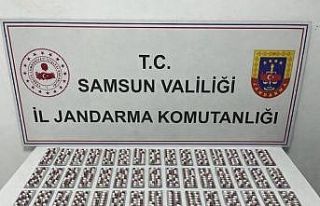 T.C.
SAMSUN VALİLİĞİ
İL JANDARMA KOMUTANLIĞI